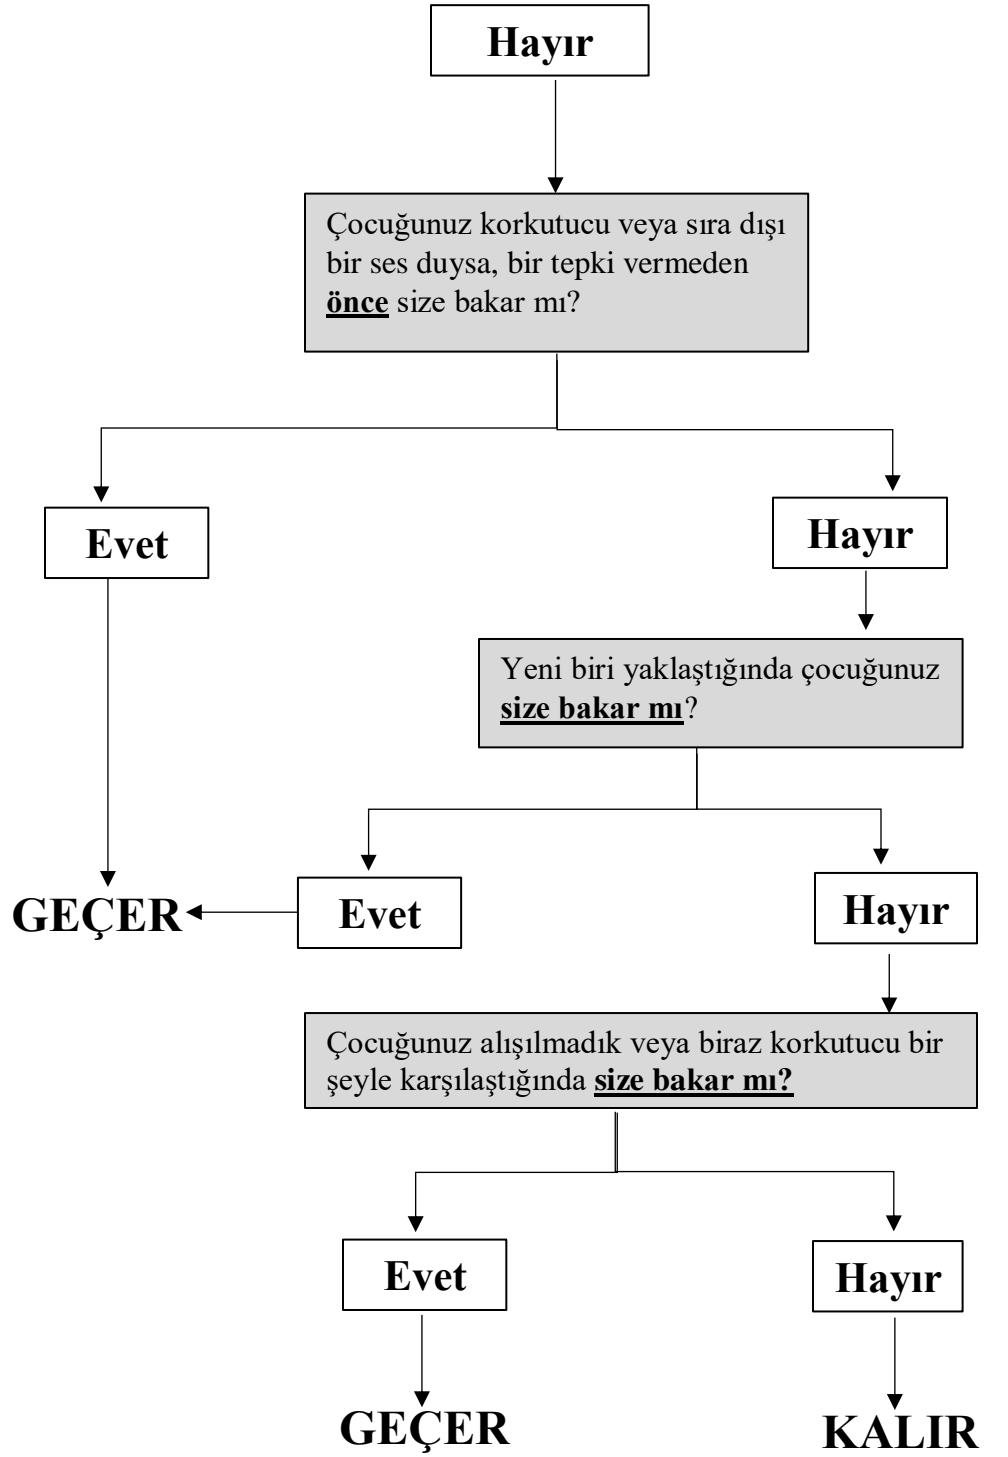 Hayır
Çocuğunuz korkutucu veya sıra dışı
bir ses duysa, bir tepki vermeden
önce size bakar mı?
Evet
Hayır
Yeni biri yaklaştığında çocuğunuz
size bakar mı?
GEÇER
Evet
Hayır
Çocuğunuz alışılmadık veya biraz korkutucu bir
şeyle karşılaştığında size bakar mı?
Evet
Hayır
GEÇER
KALIR